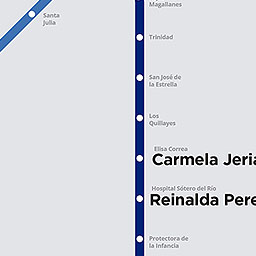 Magallanes
Santa
Julia
Trinidad
San José de
la Estrella
Los
Quillayes
Elisa Correa
Carmela Jeria
Hospital Sótero del Río
Reinalda Pere
Protectora de
la Infancia